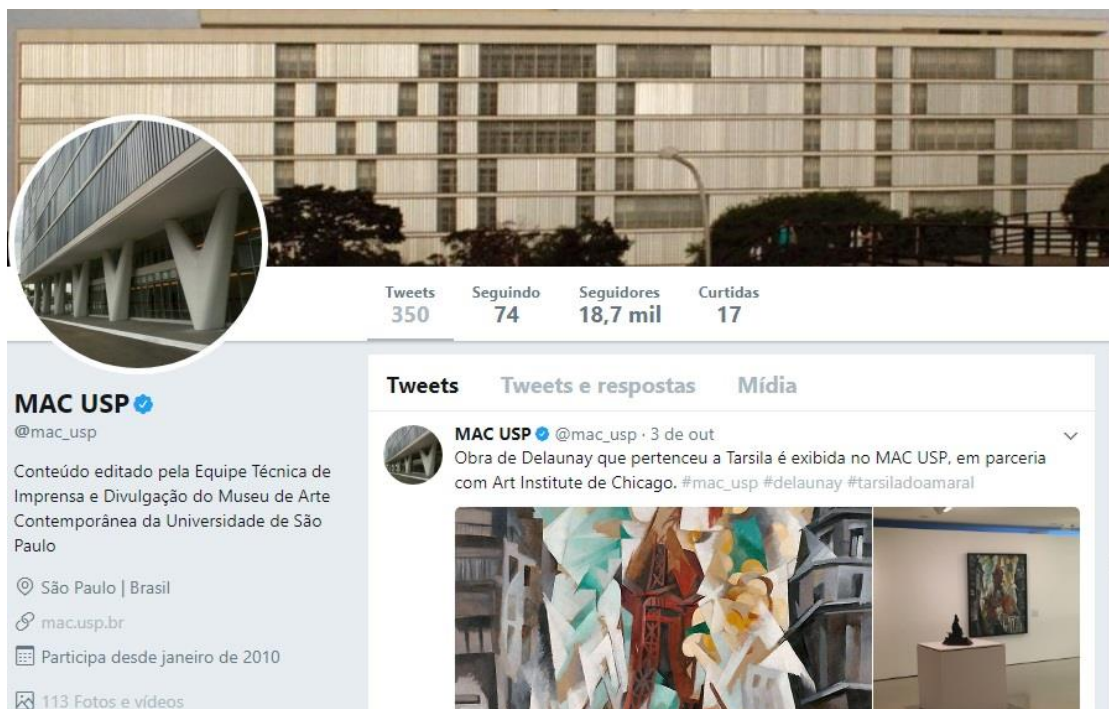 Tweets Seguindo Seguidores Curtidas
350 74 18,7 mil 17
MAC USP
@mac_usp
Conteúdo editado pela Equipe Técnica de
Imprensa e Divulgação do Museu de Arte
Contemporânea da Universidade de São
Paulo
São Paulo | Brasil
mac.usp.br
Participa desde janeiro de 2010
113 Fotos e vídeos
Tweets Tweets e respostas Mídia
MAC USP @mac_usp · 3 de out
Obra de Delaunay que pertenceu a Tarsila é exibida no MAC USP, em parceria
com Art Institute de Chicago. #mac_usp #delaunay #tarsiladoamaral